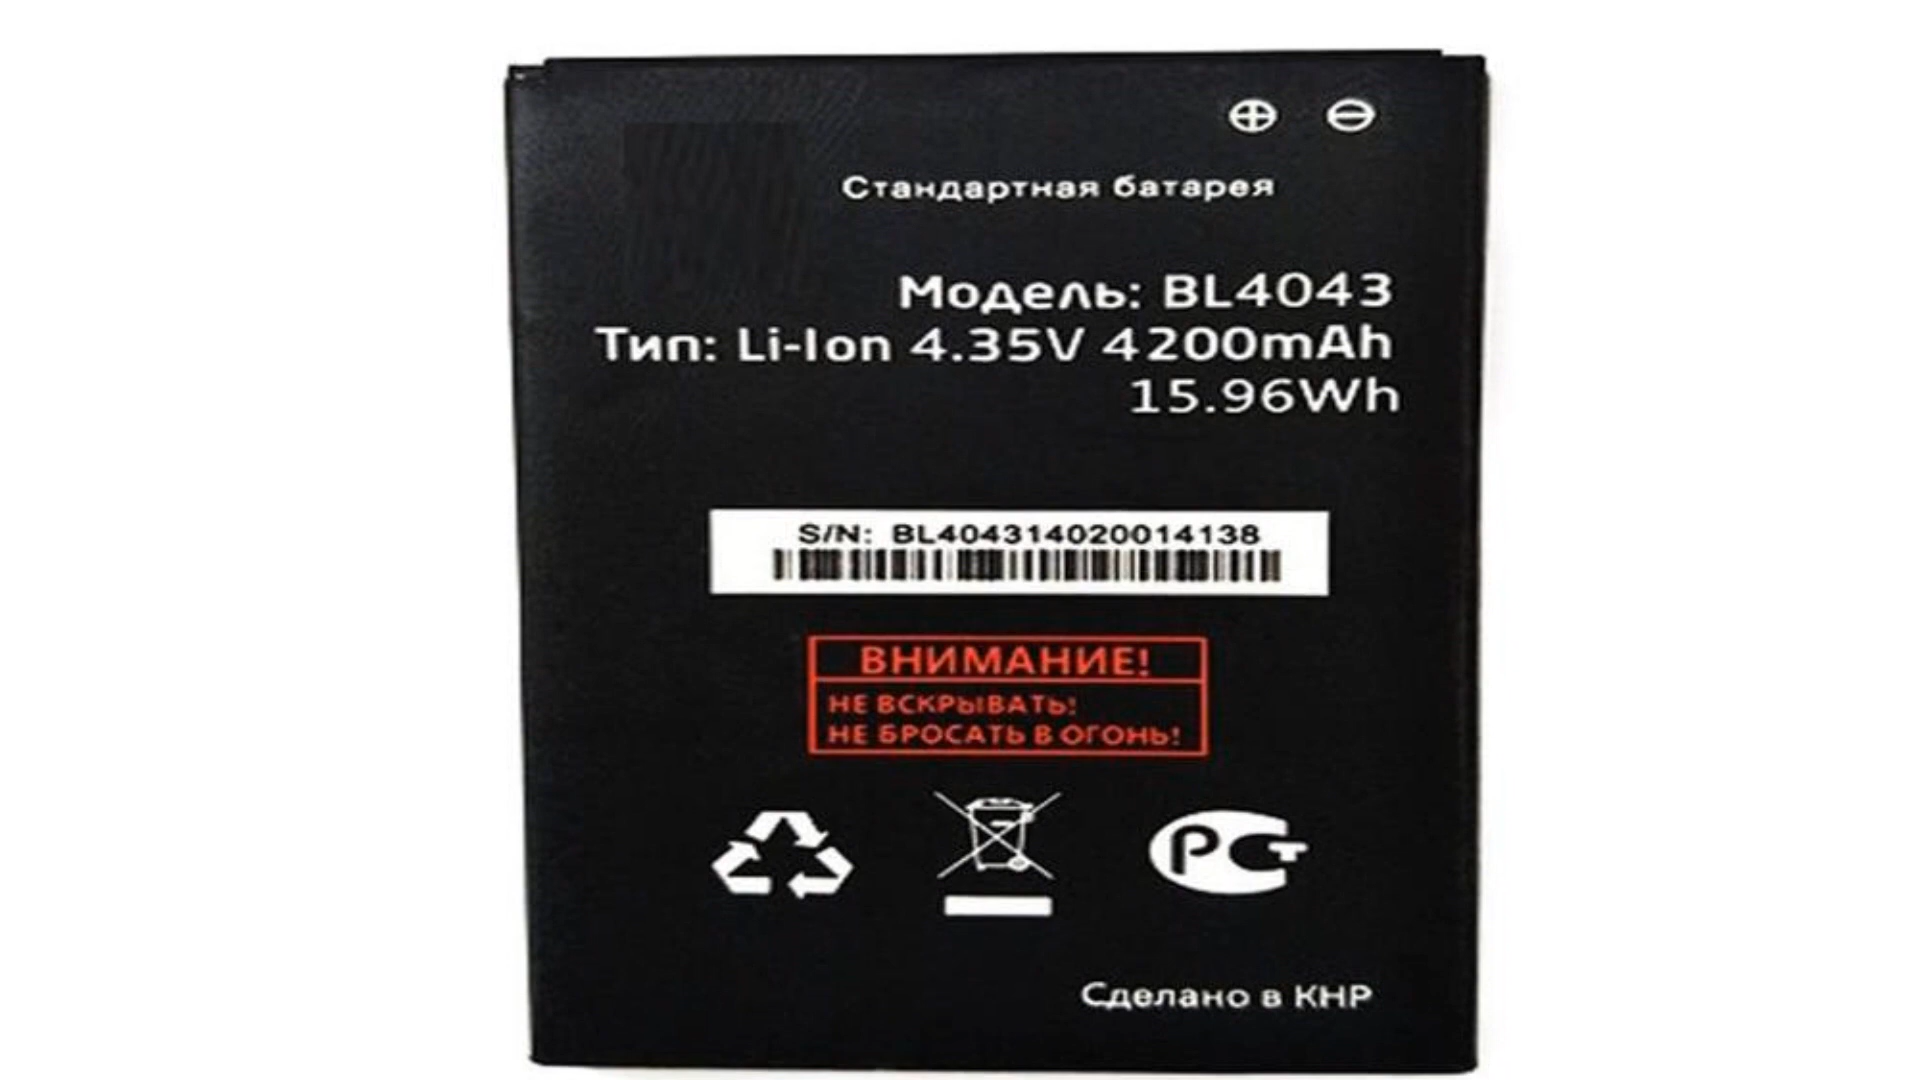 Стандартная батарея
Модель: BL4043
Тип: Li-Ion 4.35V 4200mAh
15.96Wh
S/N: BL404314020014138
ВНИМАНИЕ!
НЕ ВСКРЫВАТЬ!
НЕ БРОСАТЬ В ОГОНЬ!
РСТ
Сделано в КНР